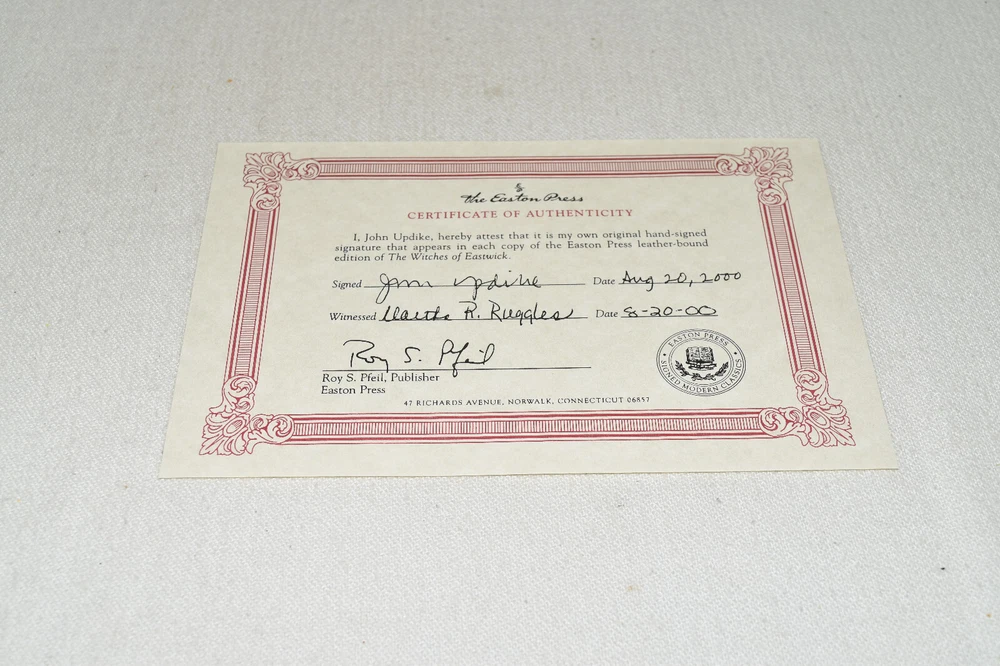 the Easton Press
CERTIFICATE OF AUTHENTICITY
I, John Updike, hereby attest that it is my own original hand-signed
signature that appears in each copy of the Easton Press leather-bound
edition of The Witches of Eastwick.
Signed John Updike Date Aug 20, 2000
Witnessed Martha R. Ruggles Date 8-20-00
Roy S. Pfeil
Roy S. Pfeil, Publisher
Easton Press
EASTON PRESS
SIGNED MODERN CLASSICS
47 RICHARDS AVENUE, NORWALK, CONNECTICUT 06857